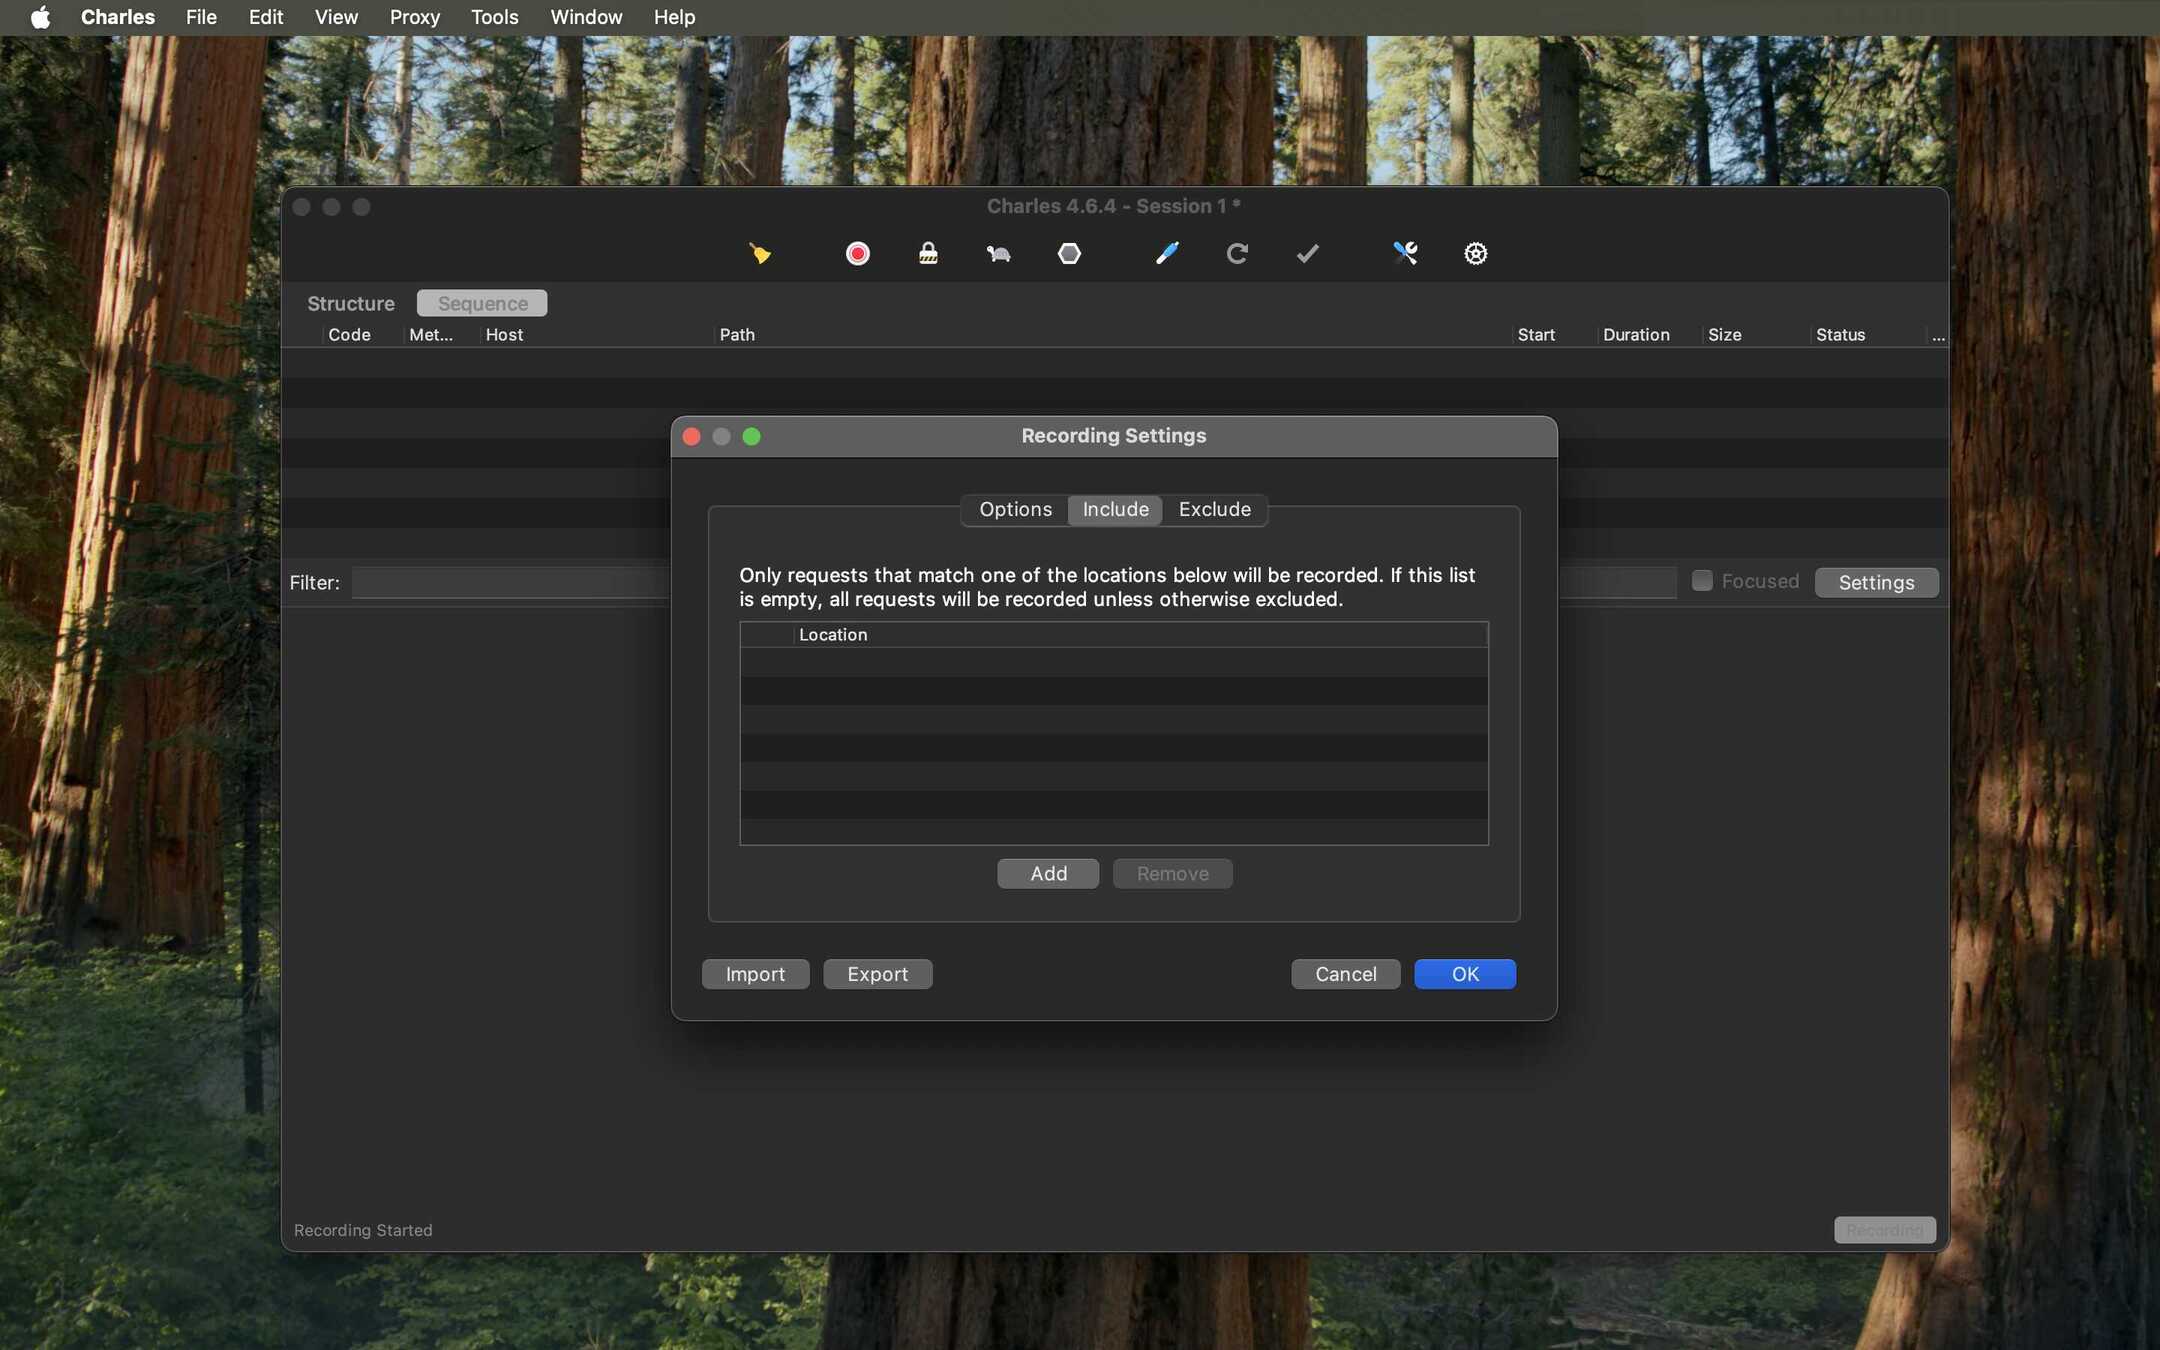 Charles File Edit View Proxy Tools Window Help
Charles 4.6.4 - Session 1 *
Structure Sequence
Code Met... Host Path Start Duration Size Status ...
Recording Settings
Options Include Exclude
Only requests that match one of the locations below will be recorded. If this list
is empty, all requests will be recorded unless otherwise excluded.
Filter: Focused Settings
Location
Add Remove
Import Export Cancel OK
Recording Started Recording